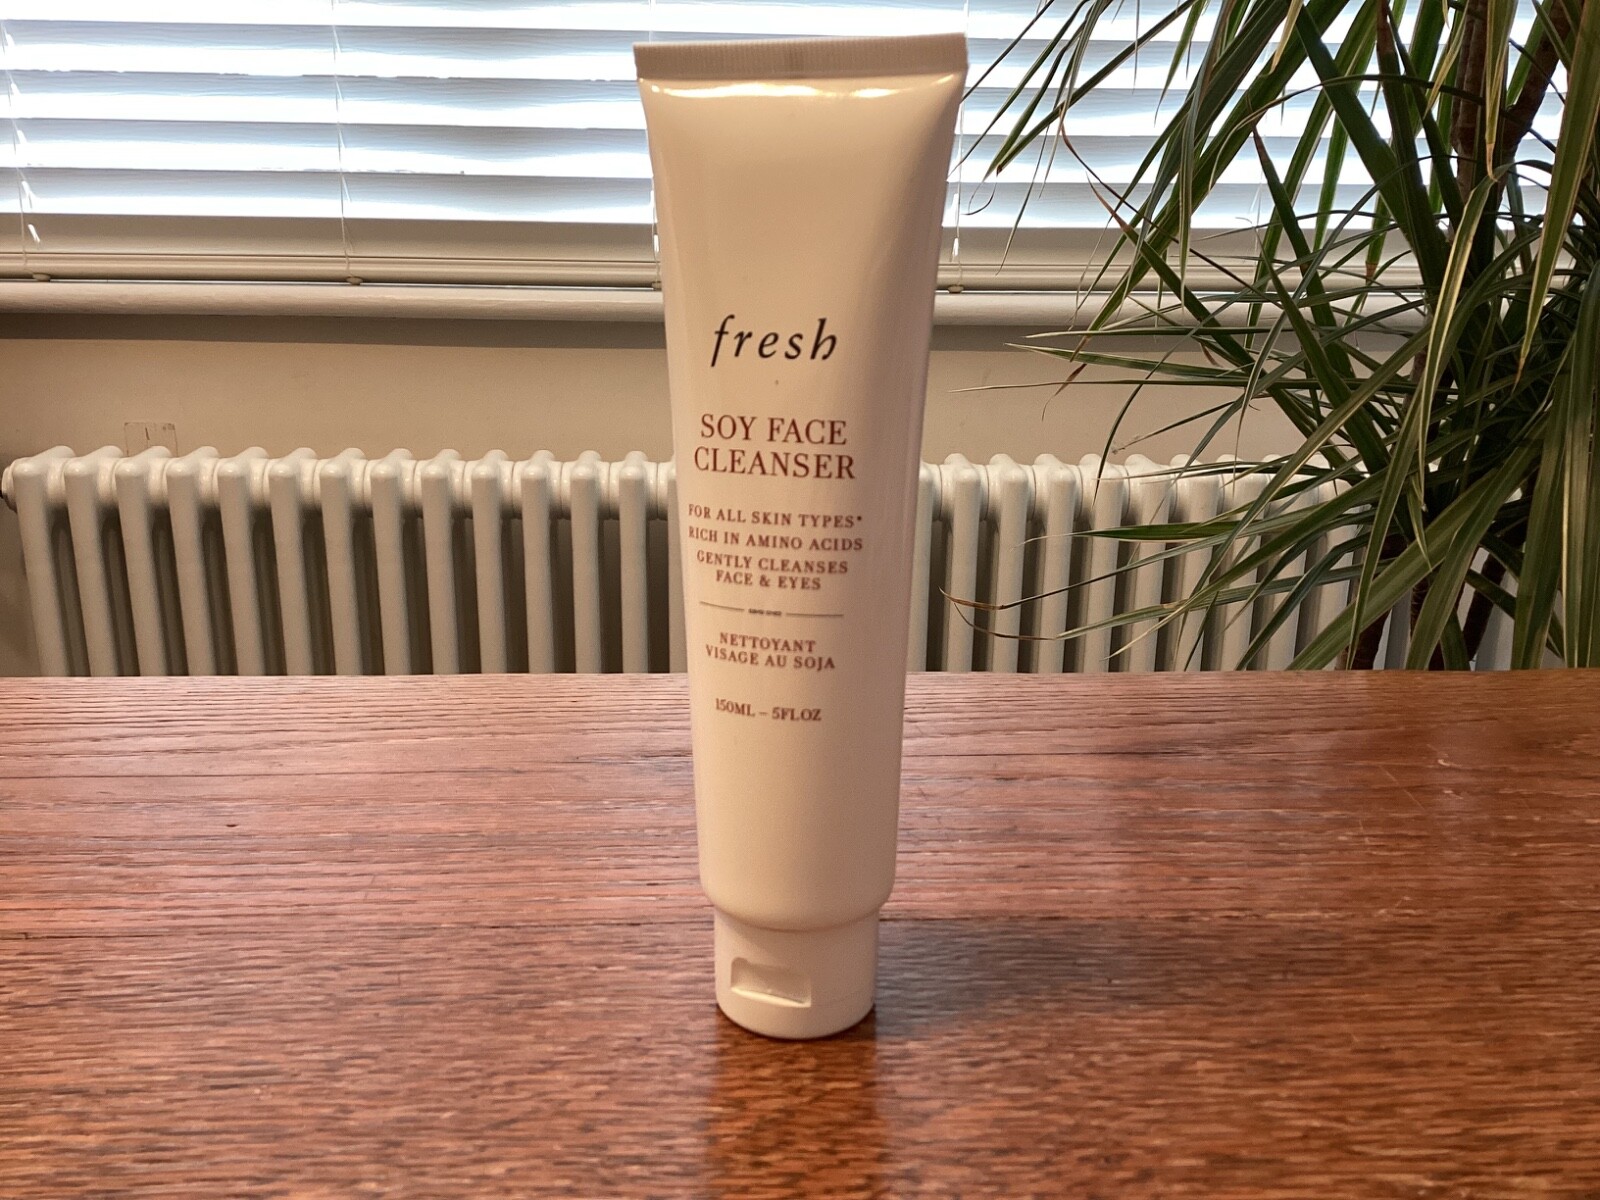 fresh
SOY FACE
CLEANSER
FOR ALL SKIN TYPES*
RICH IN AMINO ACIDS
GENTLY CLEANSES
FACE & EYES
NETTOYANT
VISAGE AU SOJA
150ML – 5FLOZ